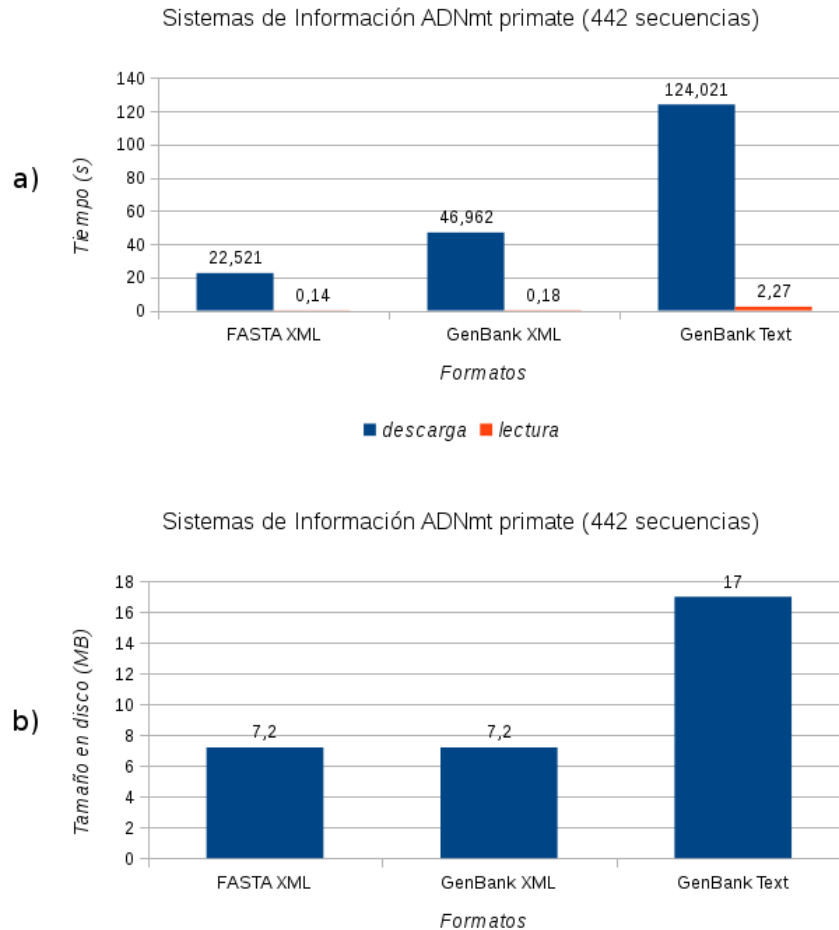 Sistemas de Información ADNmt primate (442 secuencias)
a)
Tiempo (s)
140
120
100
80
60
40
20
0
22,521
0,14
46,962
0,18
124,021
2,27
FASTA XML
GenBank XML
GenBank Text
Formatos
descarga
lectura
Sistemas de Información ADNmt primate (442 secuencias)
b)
Tamaño en disco (MB)
18
16
14
12
10
8
6
4
2
0
7,2
7,2
17
FASTA XML
GenBank XML
GenBank Text
Formatos